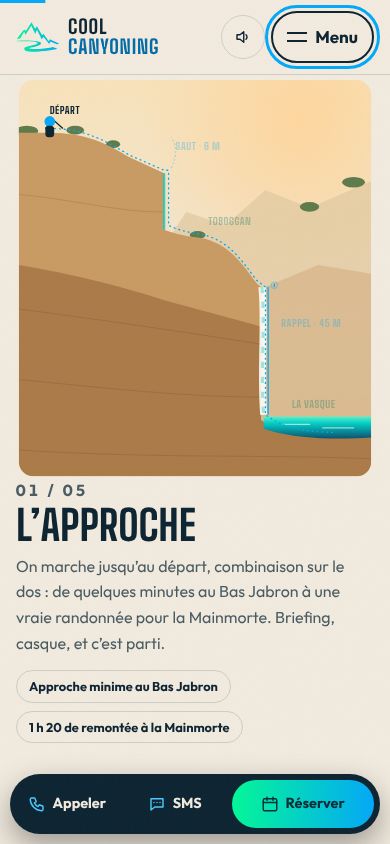 COOL
CANYONING
Menu
DÉPART
SAUT · 6 M
TOBOGGAN
RAPPEL · 45 M
LA VASQUE
01 / 05
L’APPROCHE
On marche jusqu’au départ, combinaison sur le
dos : de quelques minutes au Bas Jabron à une
vraie randonnée pour la Mainmorte. Briefing,
casque, et c’est parti.
Approche minime au Bas Jabron
1 h 20 de remontée à la Mainmorte
Appeler
SMS
Réserver